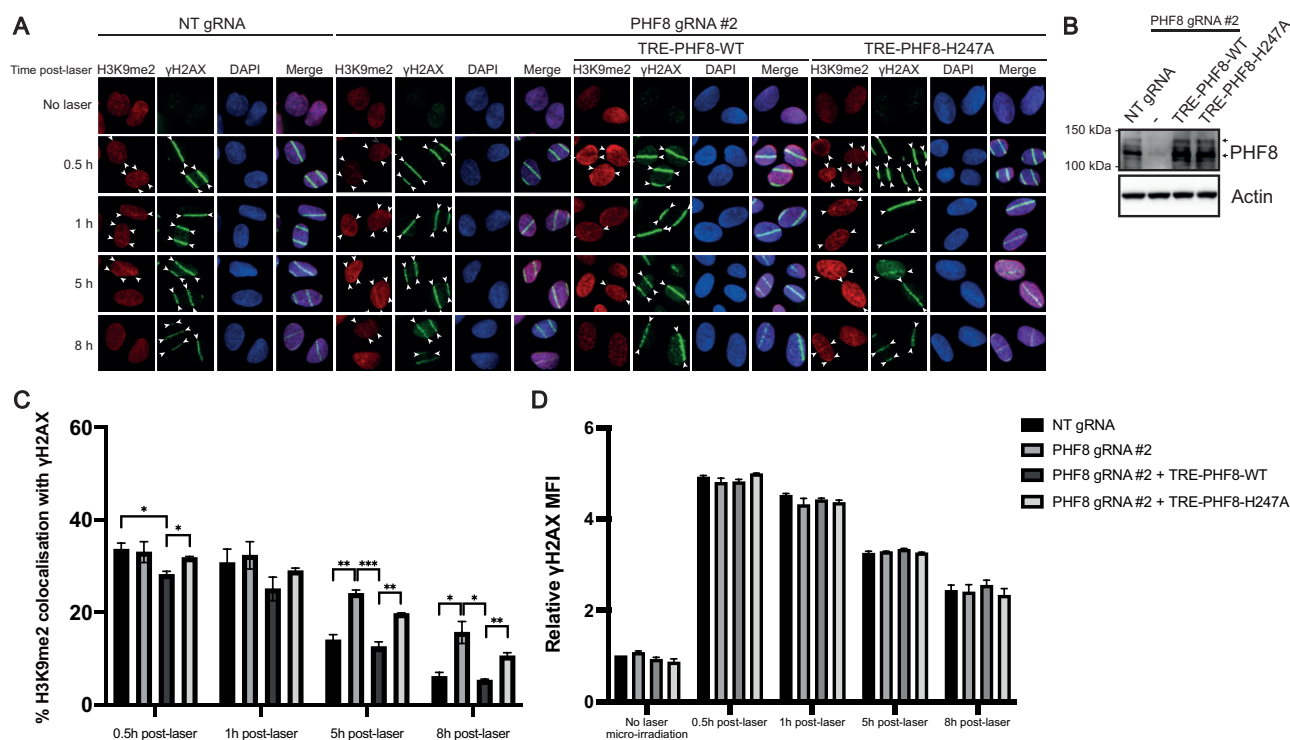 A
NT gRNA
PHF8 gRNA #2
TRE-PHF8-WT
TRE-PHF8-H247A
Time post-laser
H3K9me2 γH2AX DAPI Merge H3K9me2 γH2AX DAPI Merge H3K9me2 γH2AX DAPI Merge H3K9me2 γH2AX DAPI Merge
No laser
0.5 h
1 h
5 h
8 h
B
PHF8 gRNA #2
NT gRNA
-
TRE-PHF8-WT
TRE-PHF8-H247A
150 kDa
100 kDa
PHF8
Actin
C
% H3K9me2 colocalisation with γH2AX
60
40
20
0
* * ** *** ** * * **
0.5h post-laser 1h post-laser 5h post-laser 8h post-laser
D
Relative γH2AX MFI
6
4
2
0
No laser
micro-irradiation
0.5h post-laser 1h post-laser 5h post-laser 8h post-laser
NT gRNA
PHF8 gRNA #2
PHF8 gRNA #2 + TRE-PHF8-WT
PHF8 gRNA #2 + TRE-PHF8-H247A